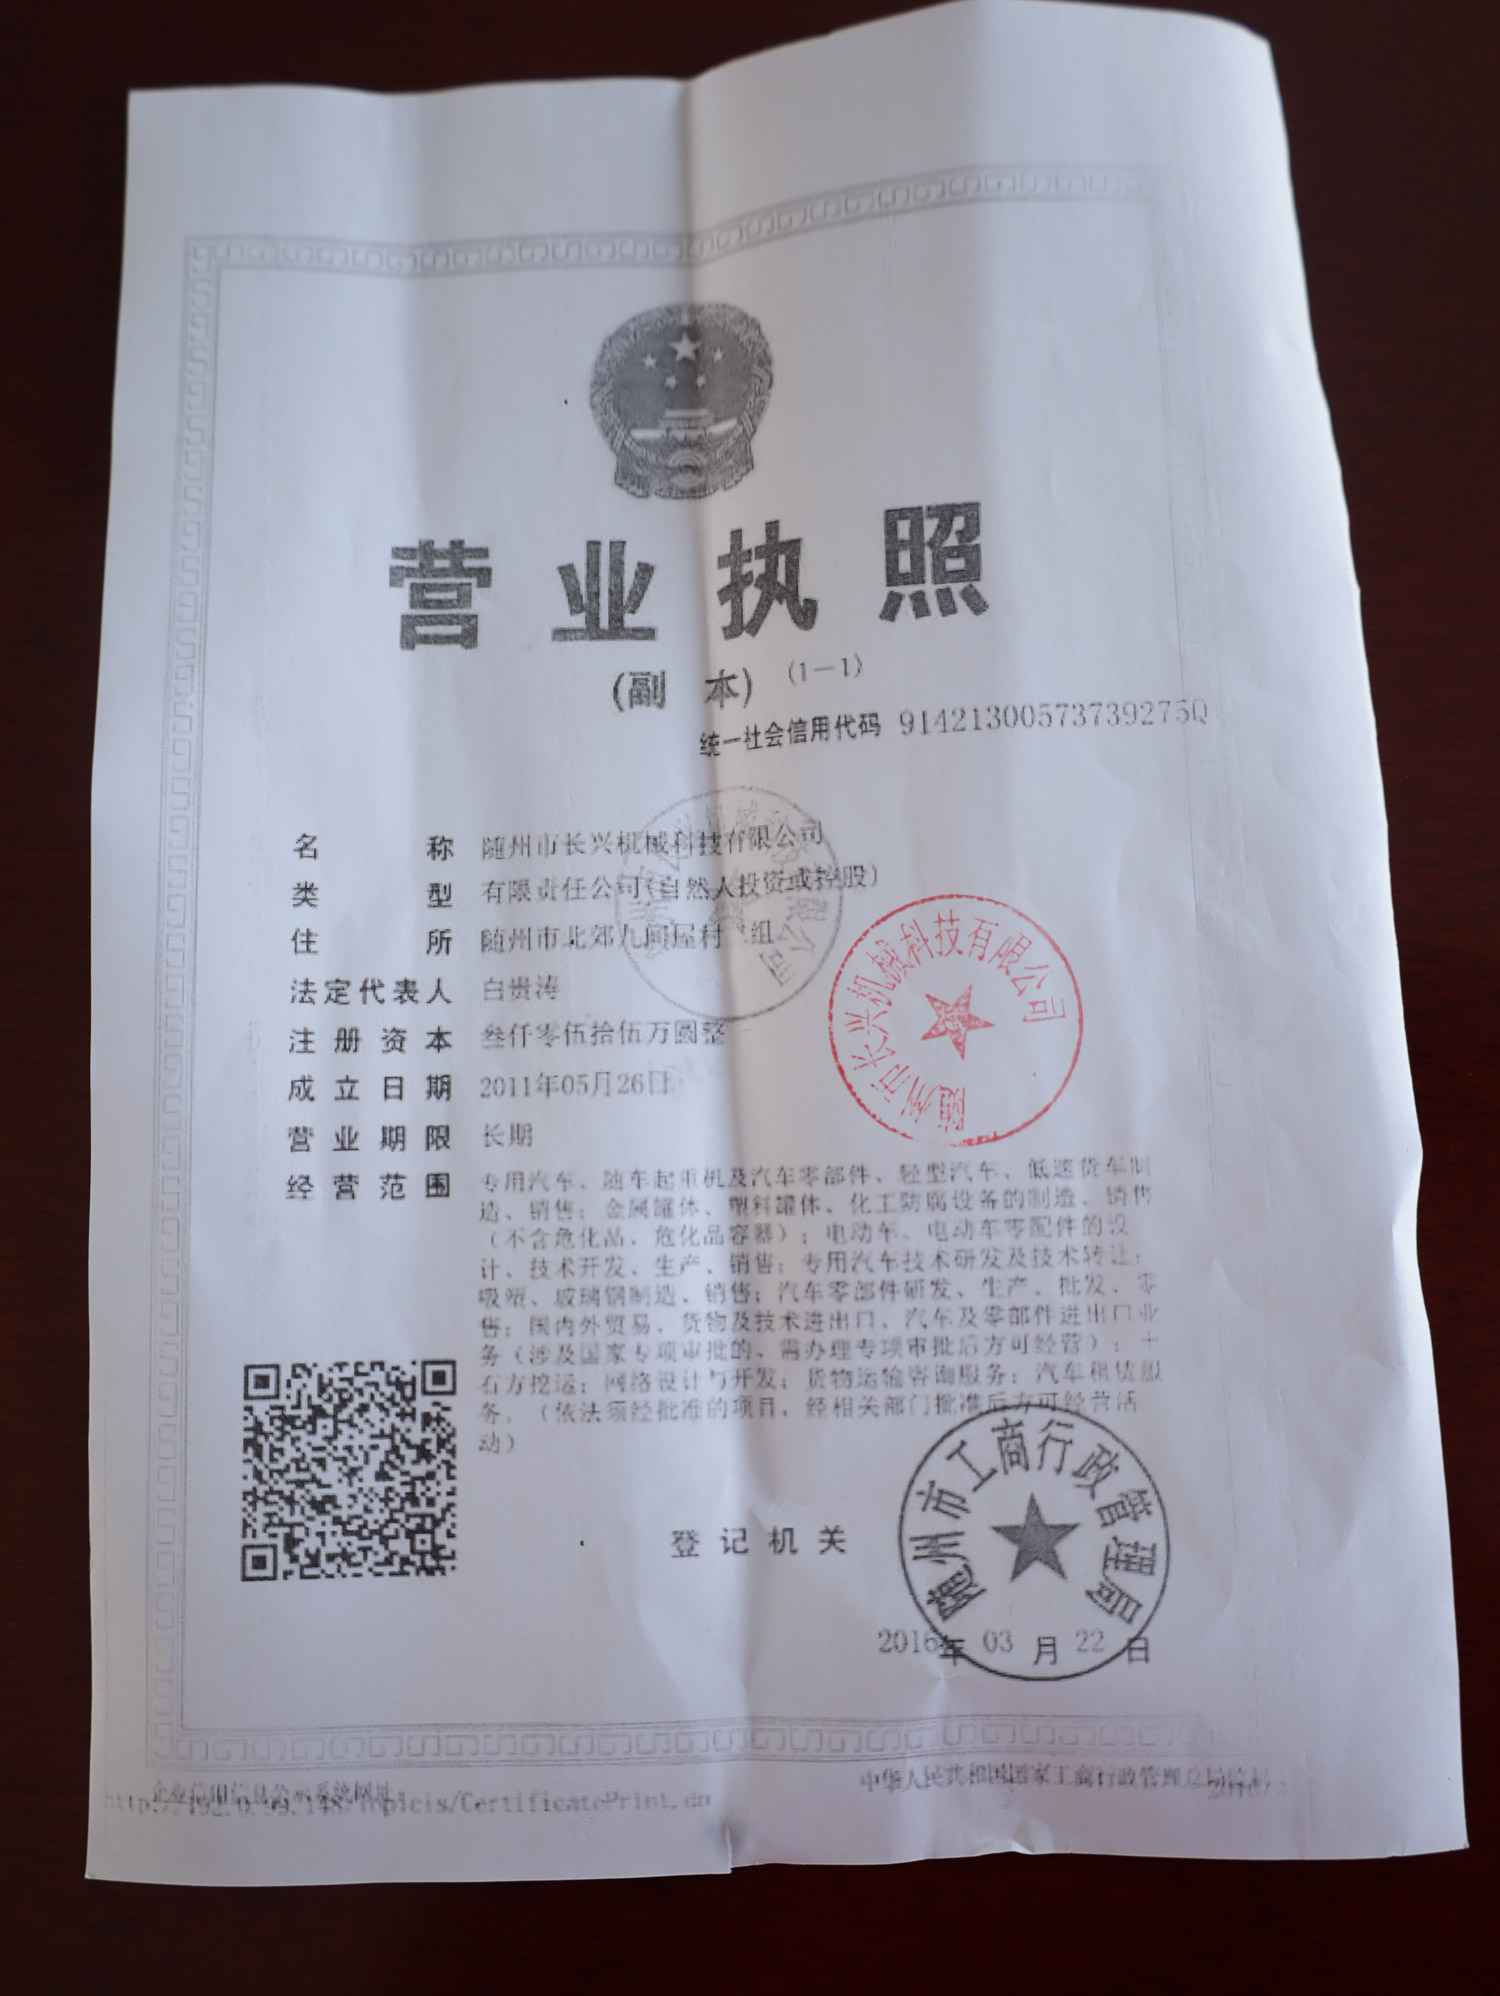 营业执照
(副 本) (1-1)
统一社会信用代码 91421300573739275Q
名 称 随州市长兴机械科技有限公司
类 型 有限责任公司(自然人投资或控股)
住 所 随州市北郊九间屋村 组
法定代表人 白贵涛
注册资本 叁仟零伍拾伍万圆整
成立日期 2011年05月26日
营业期限 长期
经营范围 专用汽车、随车起重机及汽车零部件、轻型汽车、低速货车制
造、销售;金属罐体、塑料罐体、化工防腐设备的制造、销售
(不含危化品、危化品容器);电动车、电动车零配件的设
计、技术开发、生产、销售;专用汽车技术研发及技术转让;
吸塑、玻璃钢制造、销售;汽车零部件研发、生产、批发、零
售;国内外贸易,货物及技术进出口,汽车及零部件进出口业
务(涉及国家专项审批的、需办理专项审批后方可经营);土
石方挖运;网络设计与开发;货物运输咨询服务;汽车租赁服
务。(依法须经批准的项目,经相关部门批准后方可经营活
动)
随州市长兴机械科技有限公司
登记机关
随州市工商行政管理局
2016年 03 月 22 日
企业信用信息公示系统网址:
中华人民共和国国家工商行政管理总局监制
/CertificatePrint.do